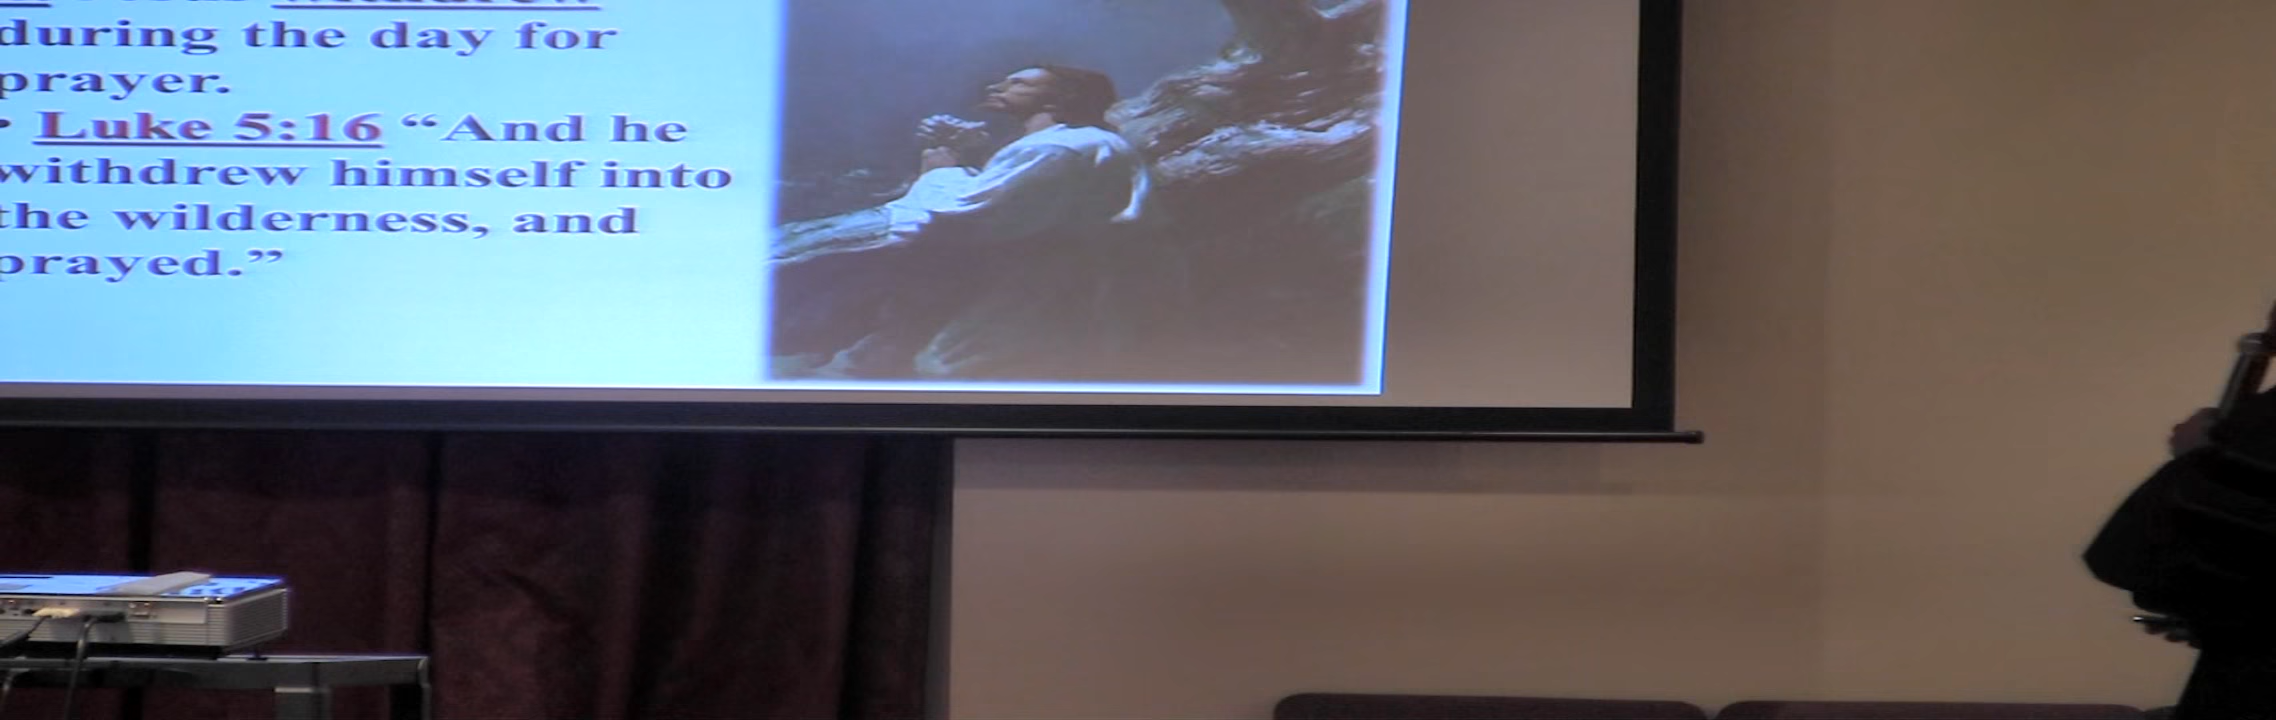 during the day for
prayer.
• Luke 5:16 “And he
withdrew himself into
the wilderness, and
prayed.”